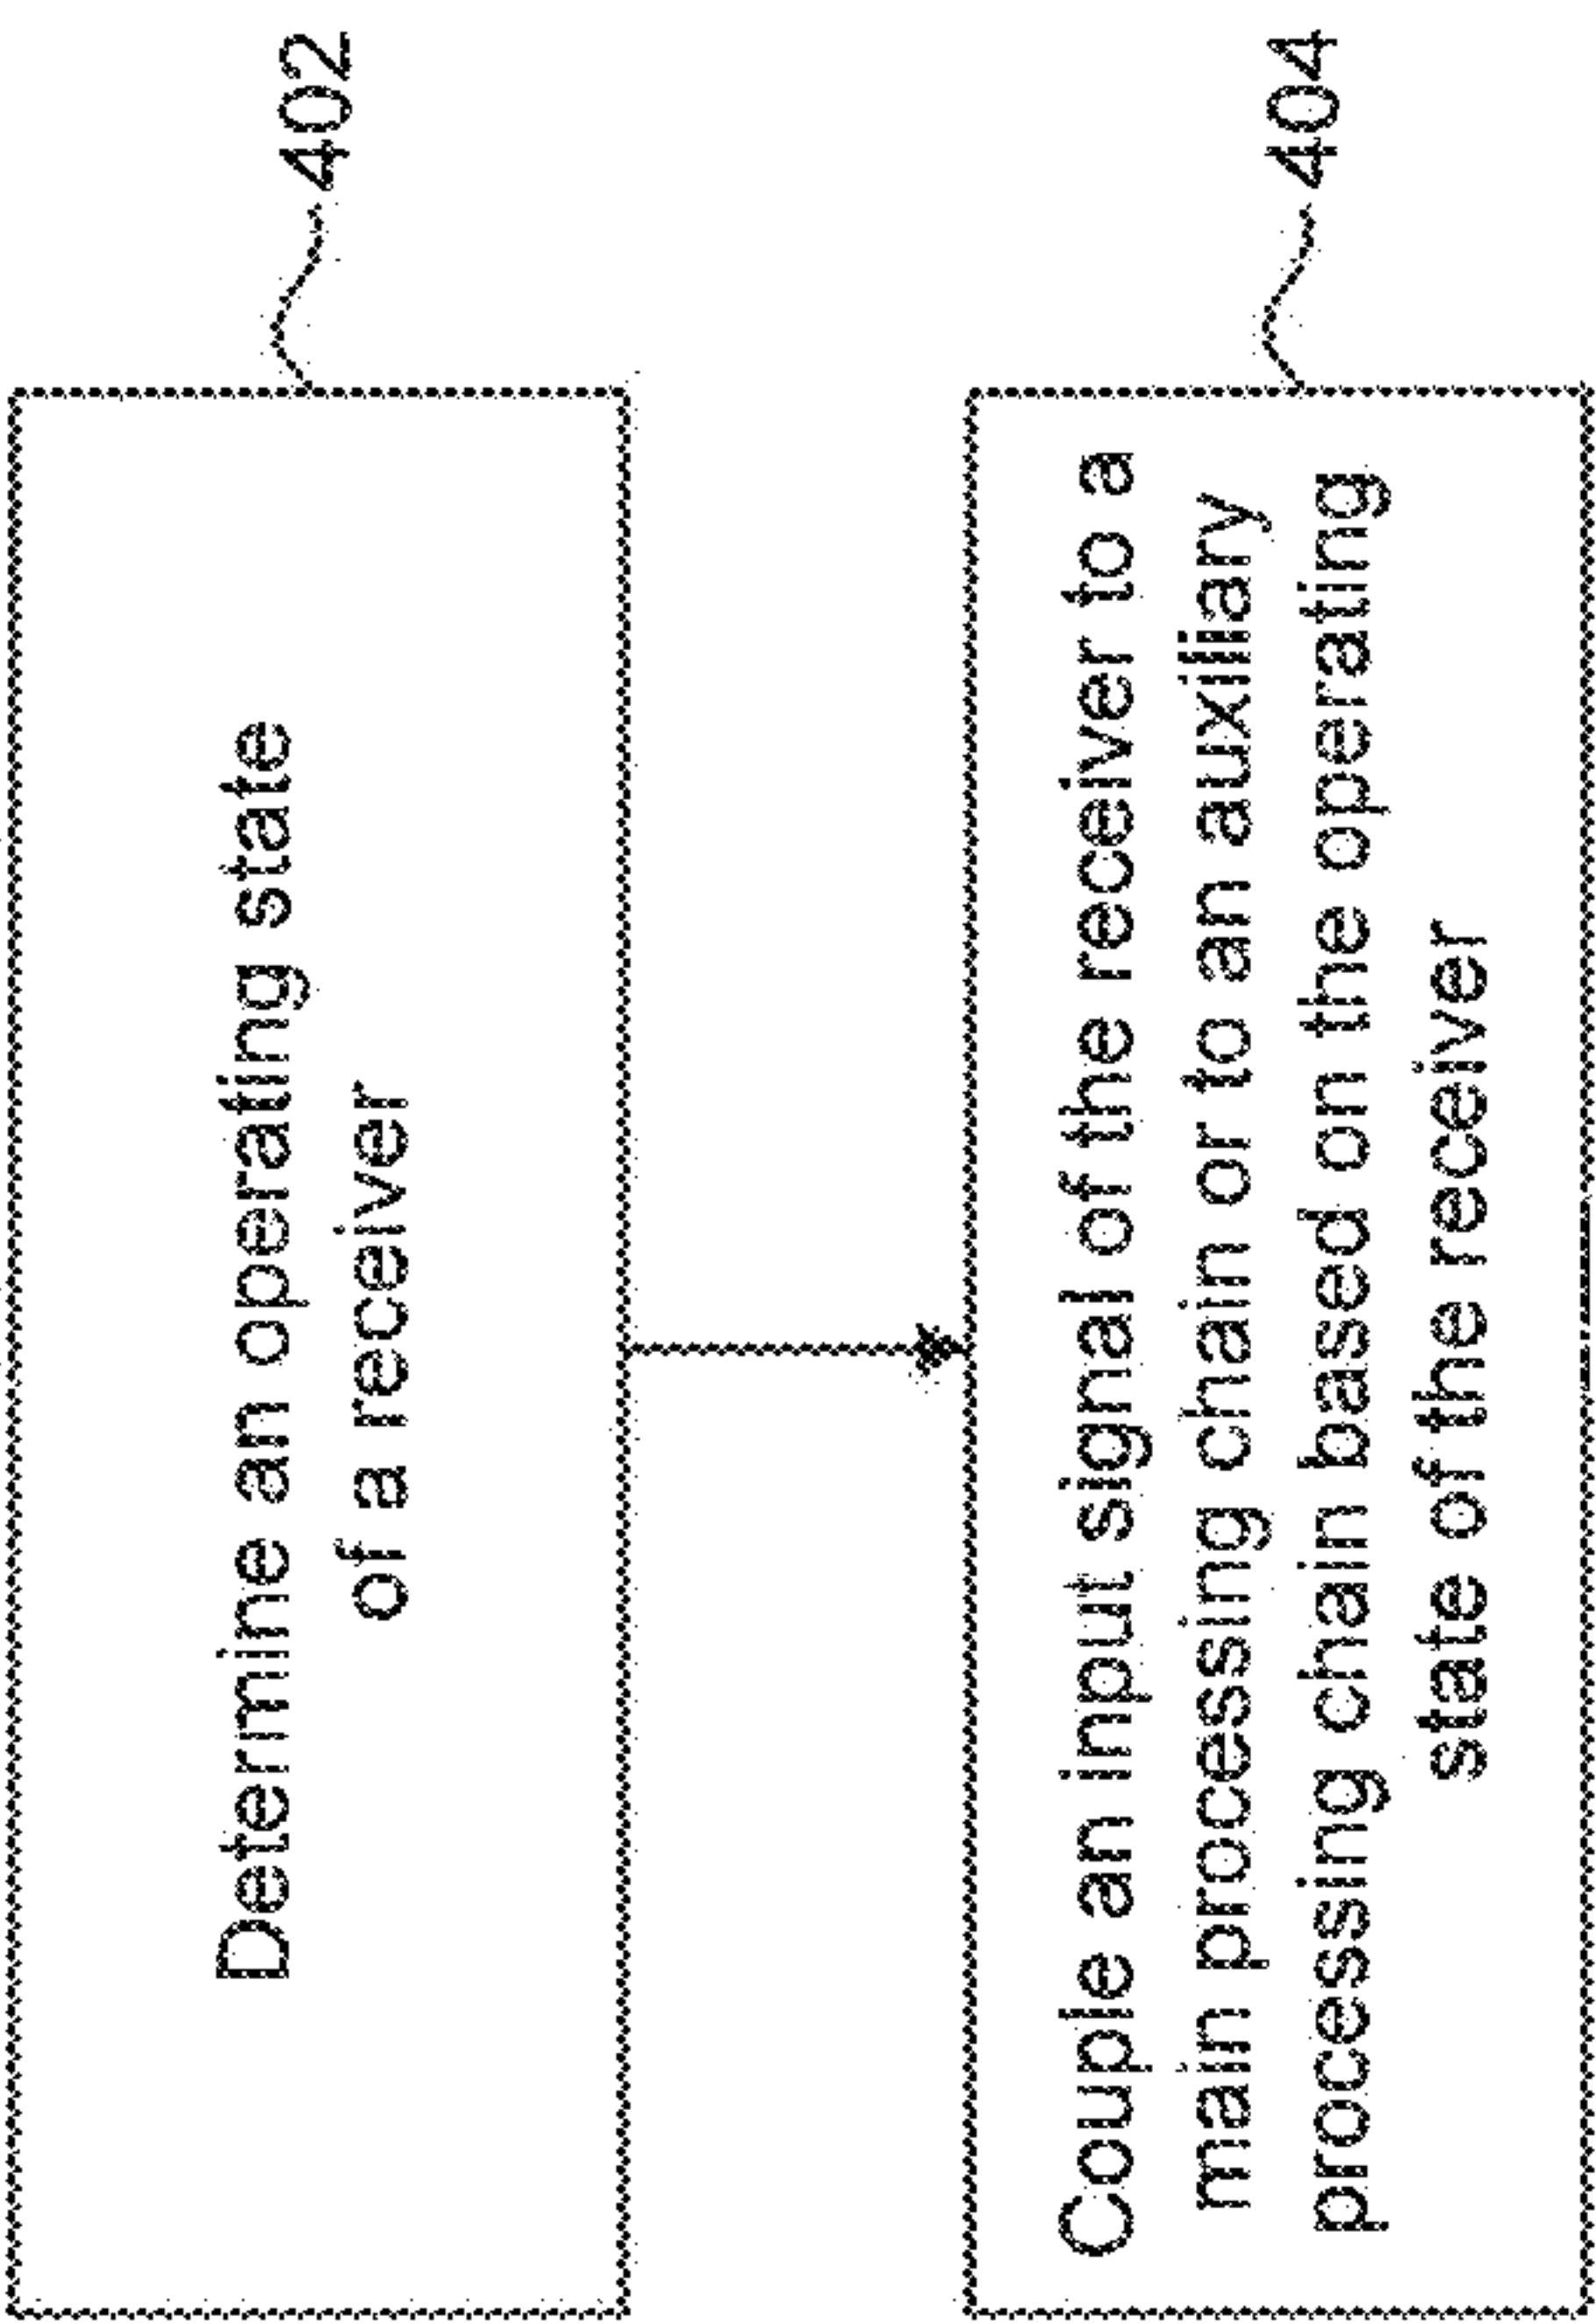 Determine an operating state
of a receiver
402
Couple an input signal of the receiver to a
main processing chain or to an auxiliary
processing chain based on the operating
state of the receiver
404